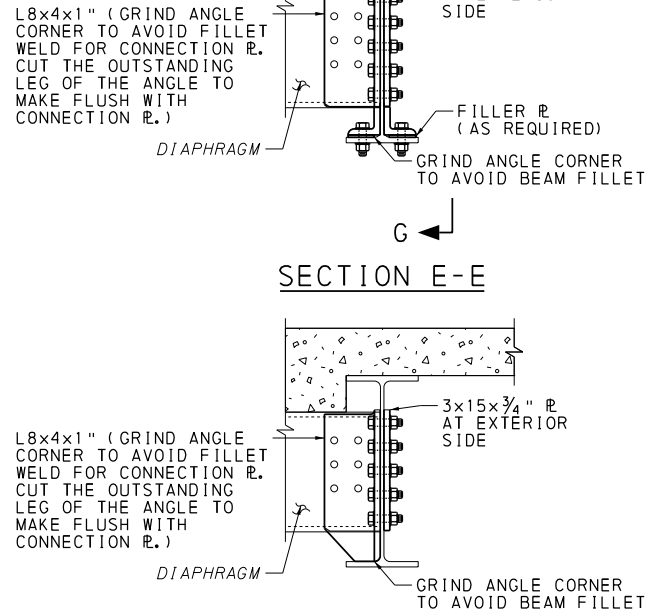 L8x4x1" (GRIND ANGLE
CORNER TO AVOID FILLET
WELD FOR CONNECTION ℞.
CUT THE OUTSTANDING
LEG OF THE ANGLE TO
MAKE FLUSH WITH
CONNECTION ℞.)
SIDE
DIAPHRAGM
FILLER ℞
(AS REQUIRED)
GRIND ANGLE CORNER
TO AVOID BEAM FILLET
G
SECTION E-E
3x15x3/4" ℞
AT EXTERIOR
SIDE
L8x4x1" (GRIND ANGLE
CORNER TO AVOID FILLET
WELD FOR CONNECTION ℞.
CUT THE OUTSTANDING
LEG OF THE ANGLE TO
MAKE FLUSH WITH
CONNECTION ℞.)
DIAPHRAGM
GRIND ANGLE CORNER
TO AVOID BEAM FILLET